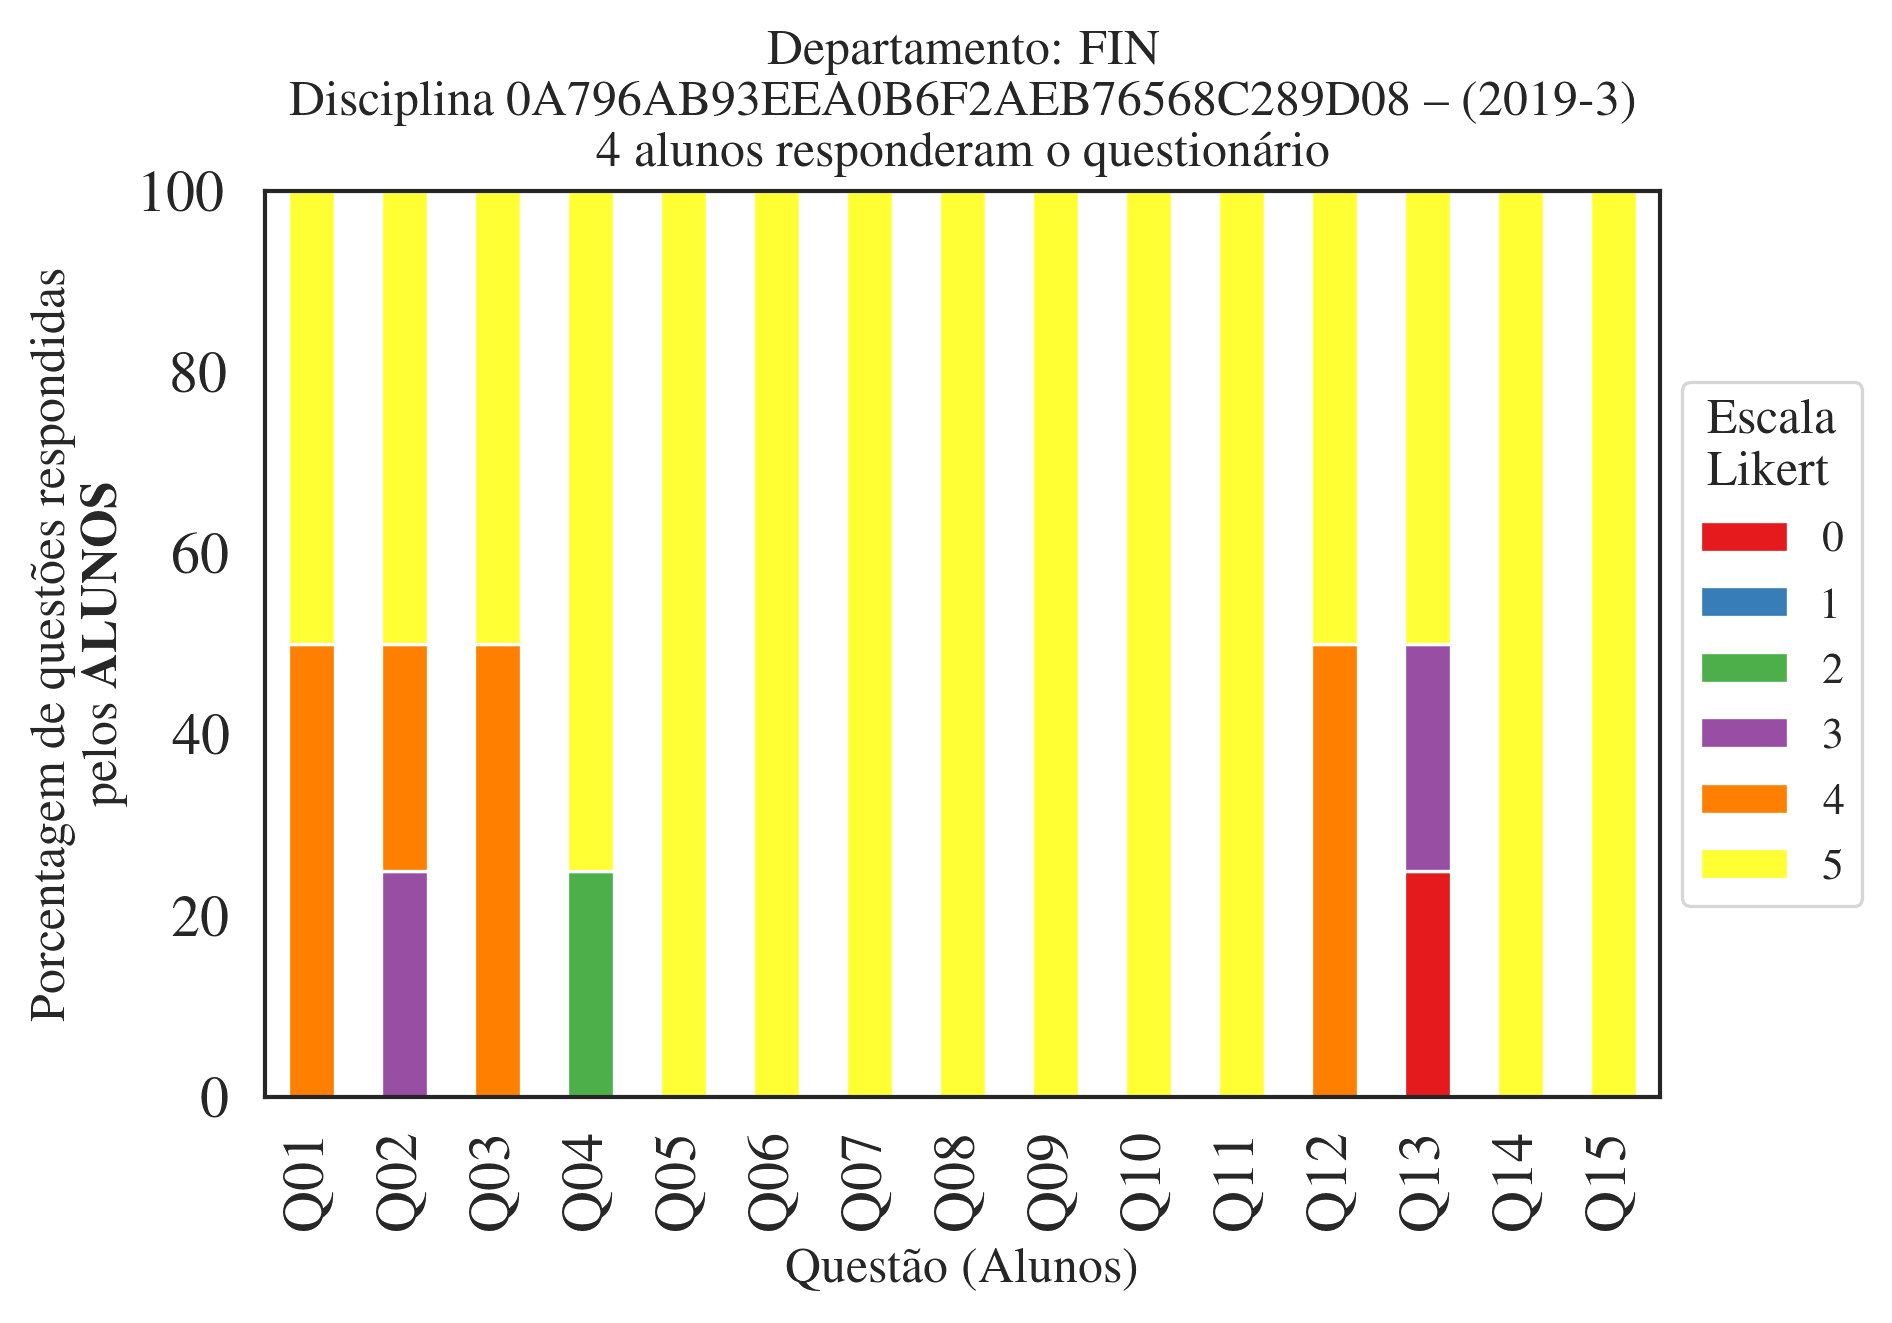 Departamento: FIN
Disciplina 0A796AB93EEA0B6F2AEB76568C289D08 – (2019-3)
4 alunos responderam o questionário
Porcentagem de questões respondidas
pelos ALUNOS
100
80
60
40
20
0
Q01
Q02
Q03
Q04
Q05
Q06
Q07
Q08
Q09
Q10
Q11
Q12
Q13
Q14
Q15
Questão (Alunos)
Escala
Likert
0
1
2
3
4
5